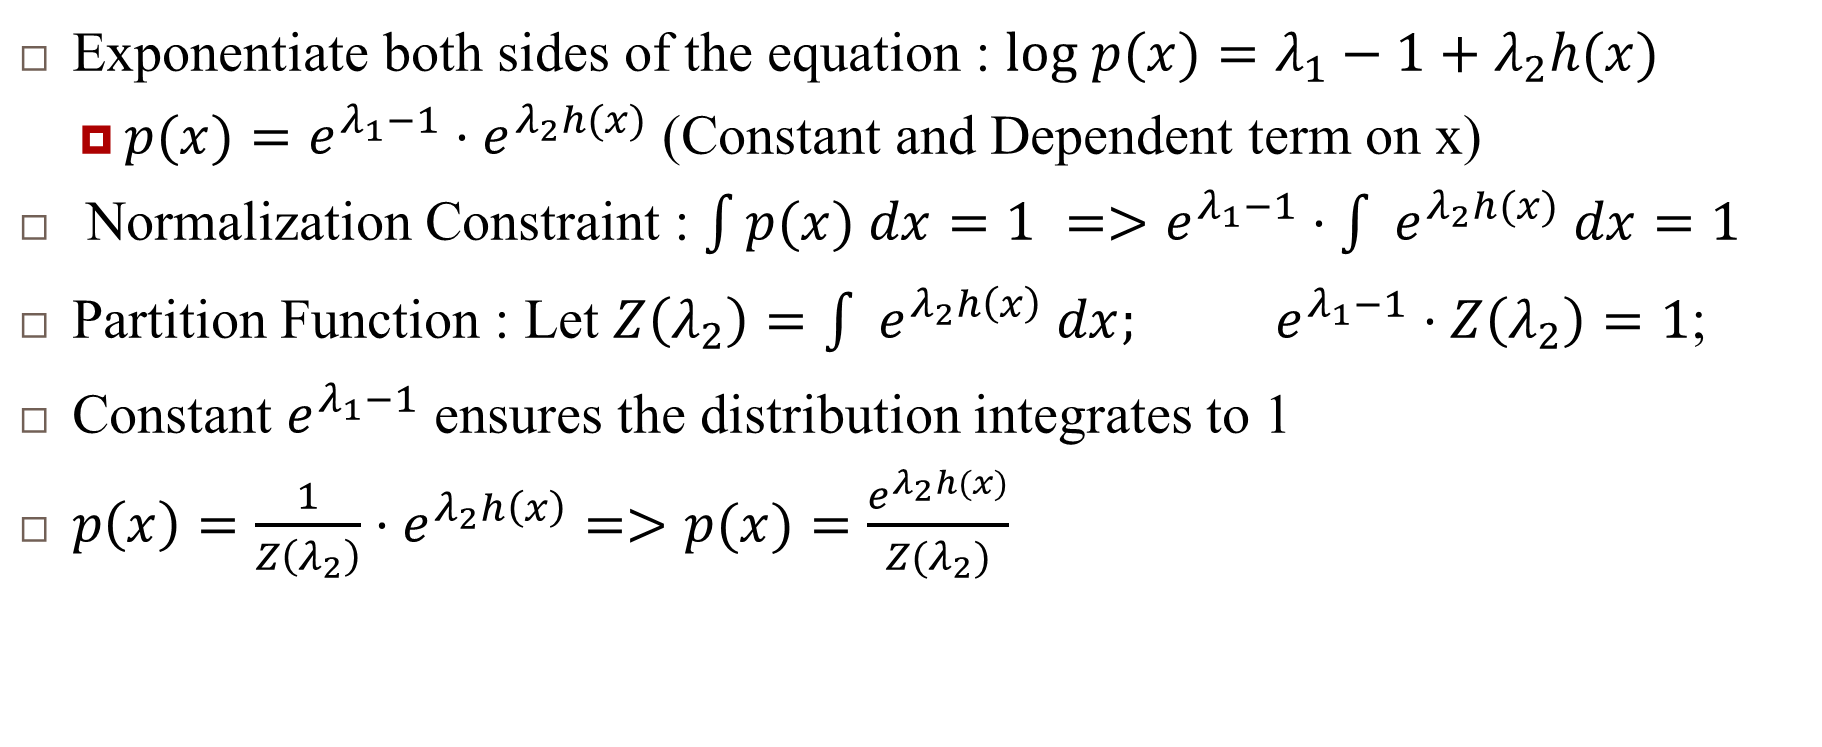 □ Exponentiate both sides of the equation : log p(x) = λ₁ − 1 + λ₂h(x)
□ p(x) = e^{λ₁−1} · e^{λ₂h(x)} (Constant and Dependent term on x)
□ Normalization Constraint : ∫ p(x) dx = 1 => e^{λ₁−1} · ∫ e^{λ₂h(x)} dx = 1
□ Partition Function : Let Z(λ₂) = ∫ e^{λ₂h(x)} dx; e^{λ₁−1} · Z(λ₂) = 1;
□ Constant e^{λ₁−1} ensures the distribution integrates to 1
□ p(x) = \frac{1}{Z(λ₂)} · e^{λ₂h(x)} => p(x) = \frac{e^{λ₂h(x)}}{Z(λ₂)}